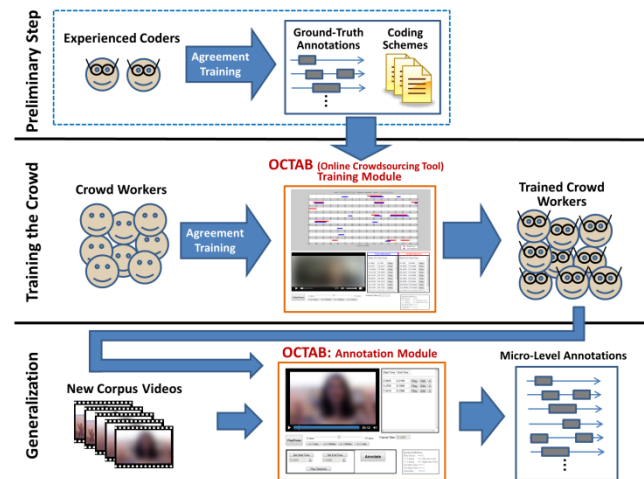 Preliminary Step
Experienced Coders
Agreement
Training
Ground-Truth
Annotations
Coding
Schemes
Training the Crowd
Crowd Workers
Agreement
Training
OCTAB (Online Crowdsourcing Tool)
Training Module
Trained Crowd
Workers
Generalization
New Corpus Videos
OCTAB: Annotation Module
Annotate
Micro-Level Annotations